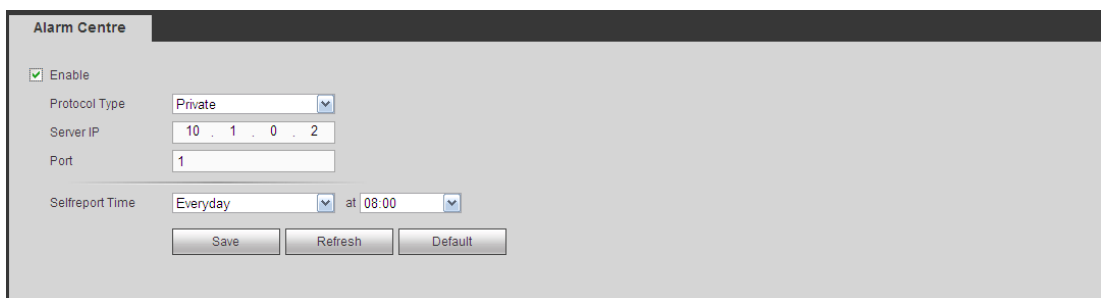 Alarm Centre
Enable
Protocol Type Private
Server IP 10 . 1 . 0 . 2
Port 1
Selfreport Time Everyday at 08:00
Save Refresh Default